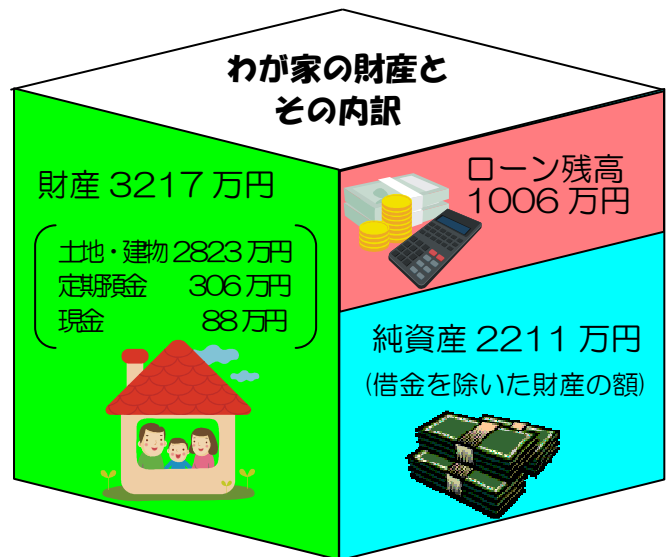 わが家の財産と
その内訳
財産 3217 万円
土地・建物 2823 万円
定期預金 306 万円
現金 88 万円
ローン残高
1006 万円
純資産 2211 万円
(借金を除いた財産の額)